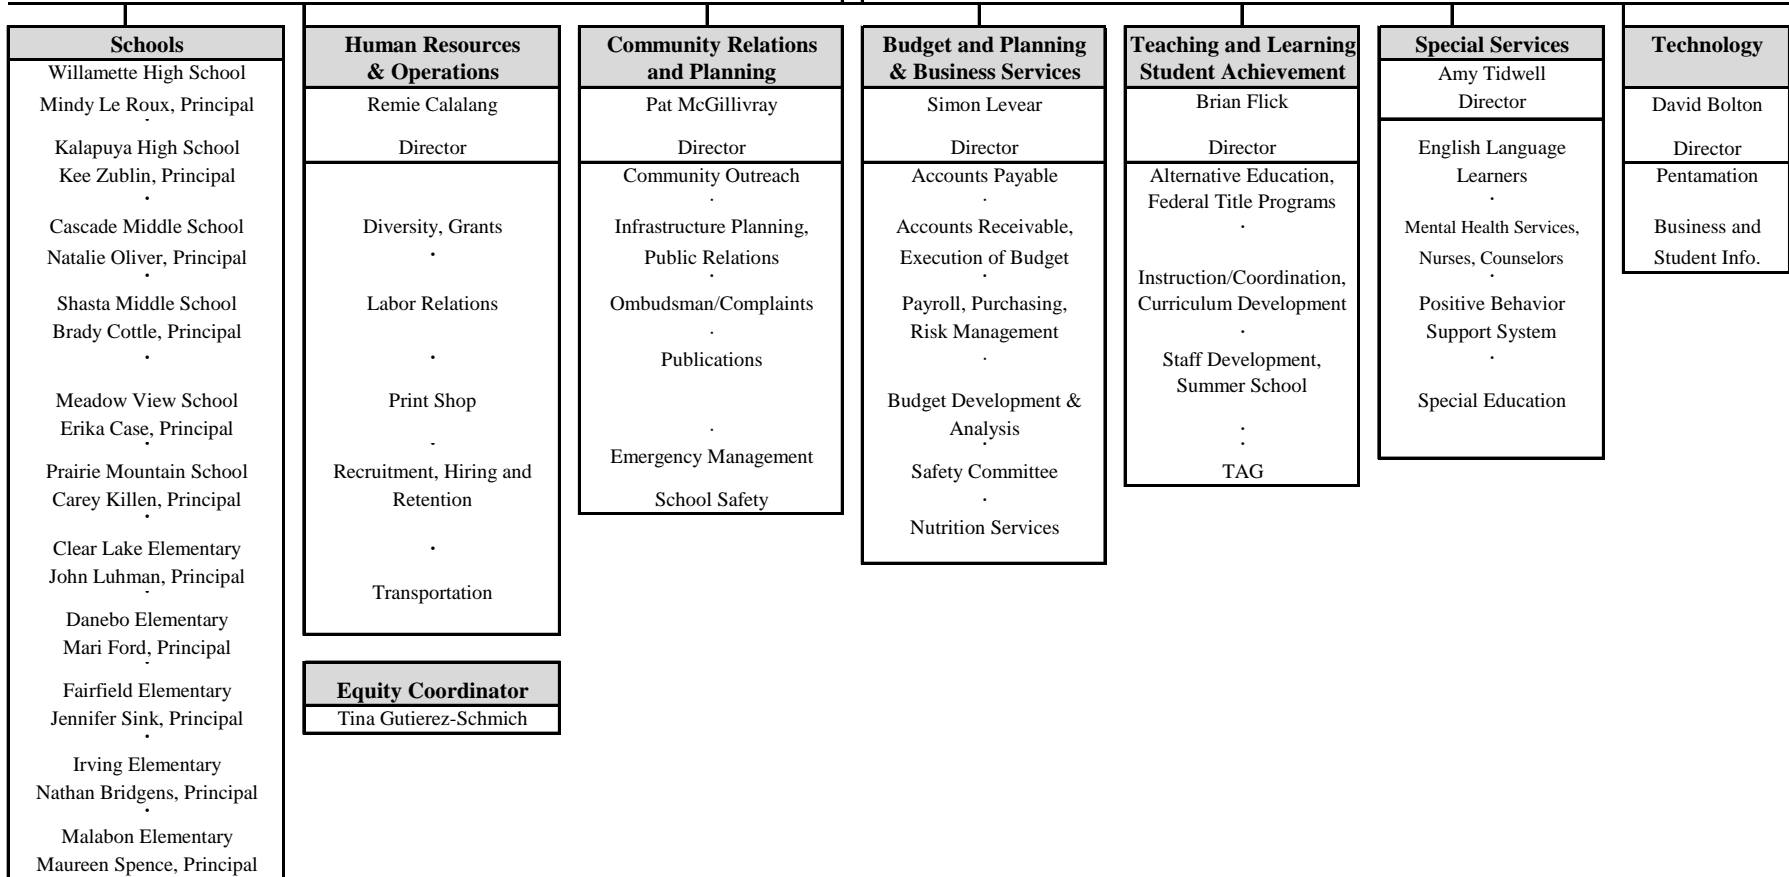 Schools
Willamette High School
Mindy Le Roux, Principal
.
Kalapuya High School
Kee Zublin, Principal
.
Cascade Middle School
Natalie Oliver, Principal
.
Shasta Middle School
Brady Cottle, Principal
.
Meadow View School
Erika Case, Principal
.
Prairie Mountain School
Carey Killen, Principal
.
Clear Lake Elementary
John Luhman, Principal
.
Danebo Elementary
Mari Ford, Principal
.
Fairfield Elementary
Jennifer Sink, Principal
.
Irving Elementary
Nathan Bridgens, Principal
.
Malabon Elementary
Maureen Spence, Principal
Human Resources
& Operations
Remie Calalang
Director
Diversity, Grants
.
Labor Relations
.
Print Shop
.
Recruitment, Hiring and
Retention
.
Transportation
Equity Coordinator
Tina Gutierez-Schmich
Community Relations
and Planning
Pat McGillivray
Director
Community Outreach
.
Infrastructure Planning,
Public Relations
.
Ombudsman/Complaints
.
Publications
.
Emergency Management
School Safety
Budget and Planning
& Business Services
Simon Levear
Director
Accounts Payable
.
Accounts Receivable,
Execution of Budget
.
Payroll, Purchasing,
Risk Management
.
Budget Development &
Analysis
.
Safety Committee
.
Nutrition Services
Teaching and Learning
Student Achievement
Brian Flick
Director
Alternative Education,
Federal Title Programs
.
Instruction/Coordination,
Curriculum Development
.
Staff Development,
Summer School
.
.
TAG
Special Services
Amy Tidwell
Director
English Language
Learners
.
Mental Health Services,
Nurses, Counselors
.
Positive Behavior
Support System
.
Special Education
Technology
David Bolton
Director
Pentamation
Business and
Student Info.